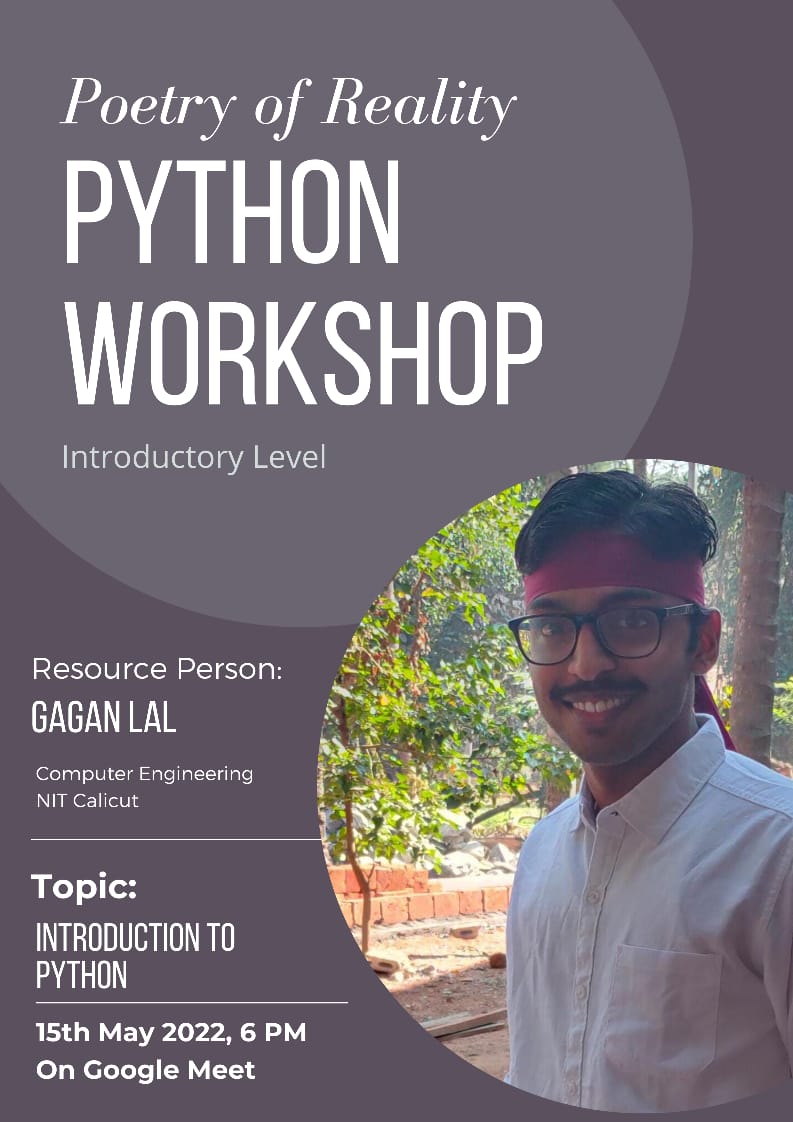 Poetry of Reality
PYTHON
WORKSHOP
Introductory Level
Resource Person:
GAGAN LAL
Computer Engineering
NIT Calicut
Topic:
INTRODUCTION TO
PYTHON
15th May 2022, 6 PM
On Google Meet